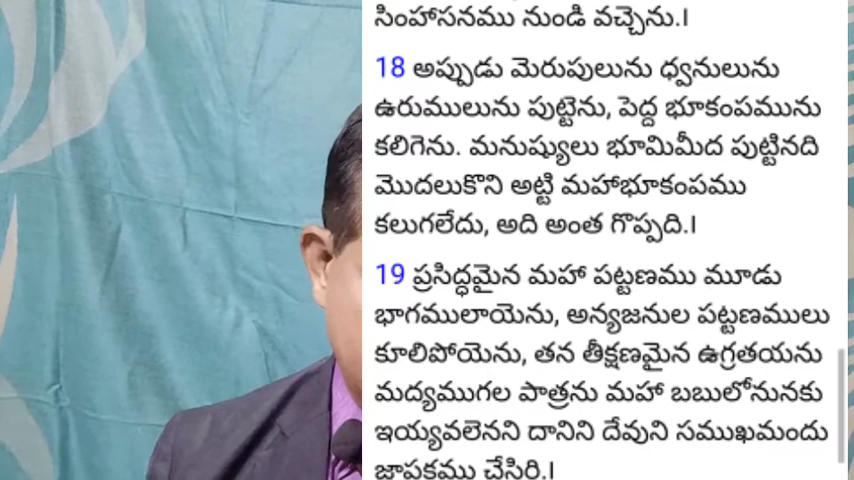 సింహాసనము నుండి వచ్చెను.।
18 అప్పుడు మెరుపులును ధ్వనులును
ఉరుములును పుట్టెను, పెద్ద భూకంపమును
కలిగెను. మనుష్యులు భూమిమీద పుట్టినది
మొదలుకొని అట్టి మహాభూకంపము
కలుగలేదు, అది అంత గొప్పది.।
19 ప్రసిద్ధమైన మహా పట్టణము మూడు
భాగములాయెను, అన్యజనుల పట్టణములు
కూలిపోయెను, తన తీక్షణమైన ఉగ్రతయను
మద్యముగల పాత్రను మహా బబులోనునకు
ఇయ్యవలెనని దానిని దేవుని సముఖమందు
జ్ఞాపకము చేసిరి.।